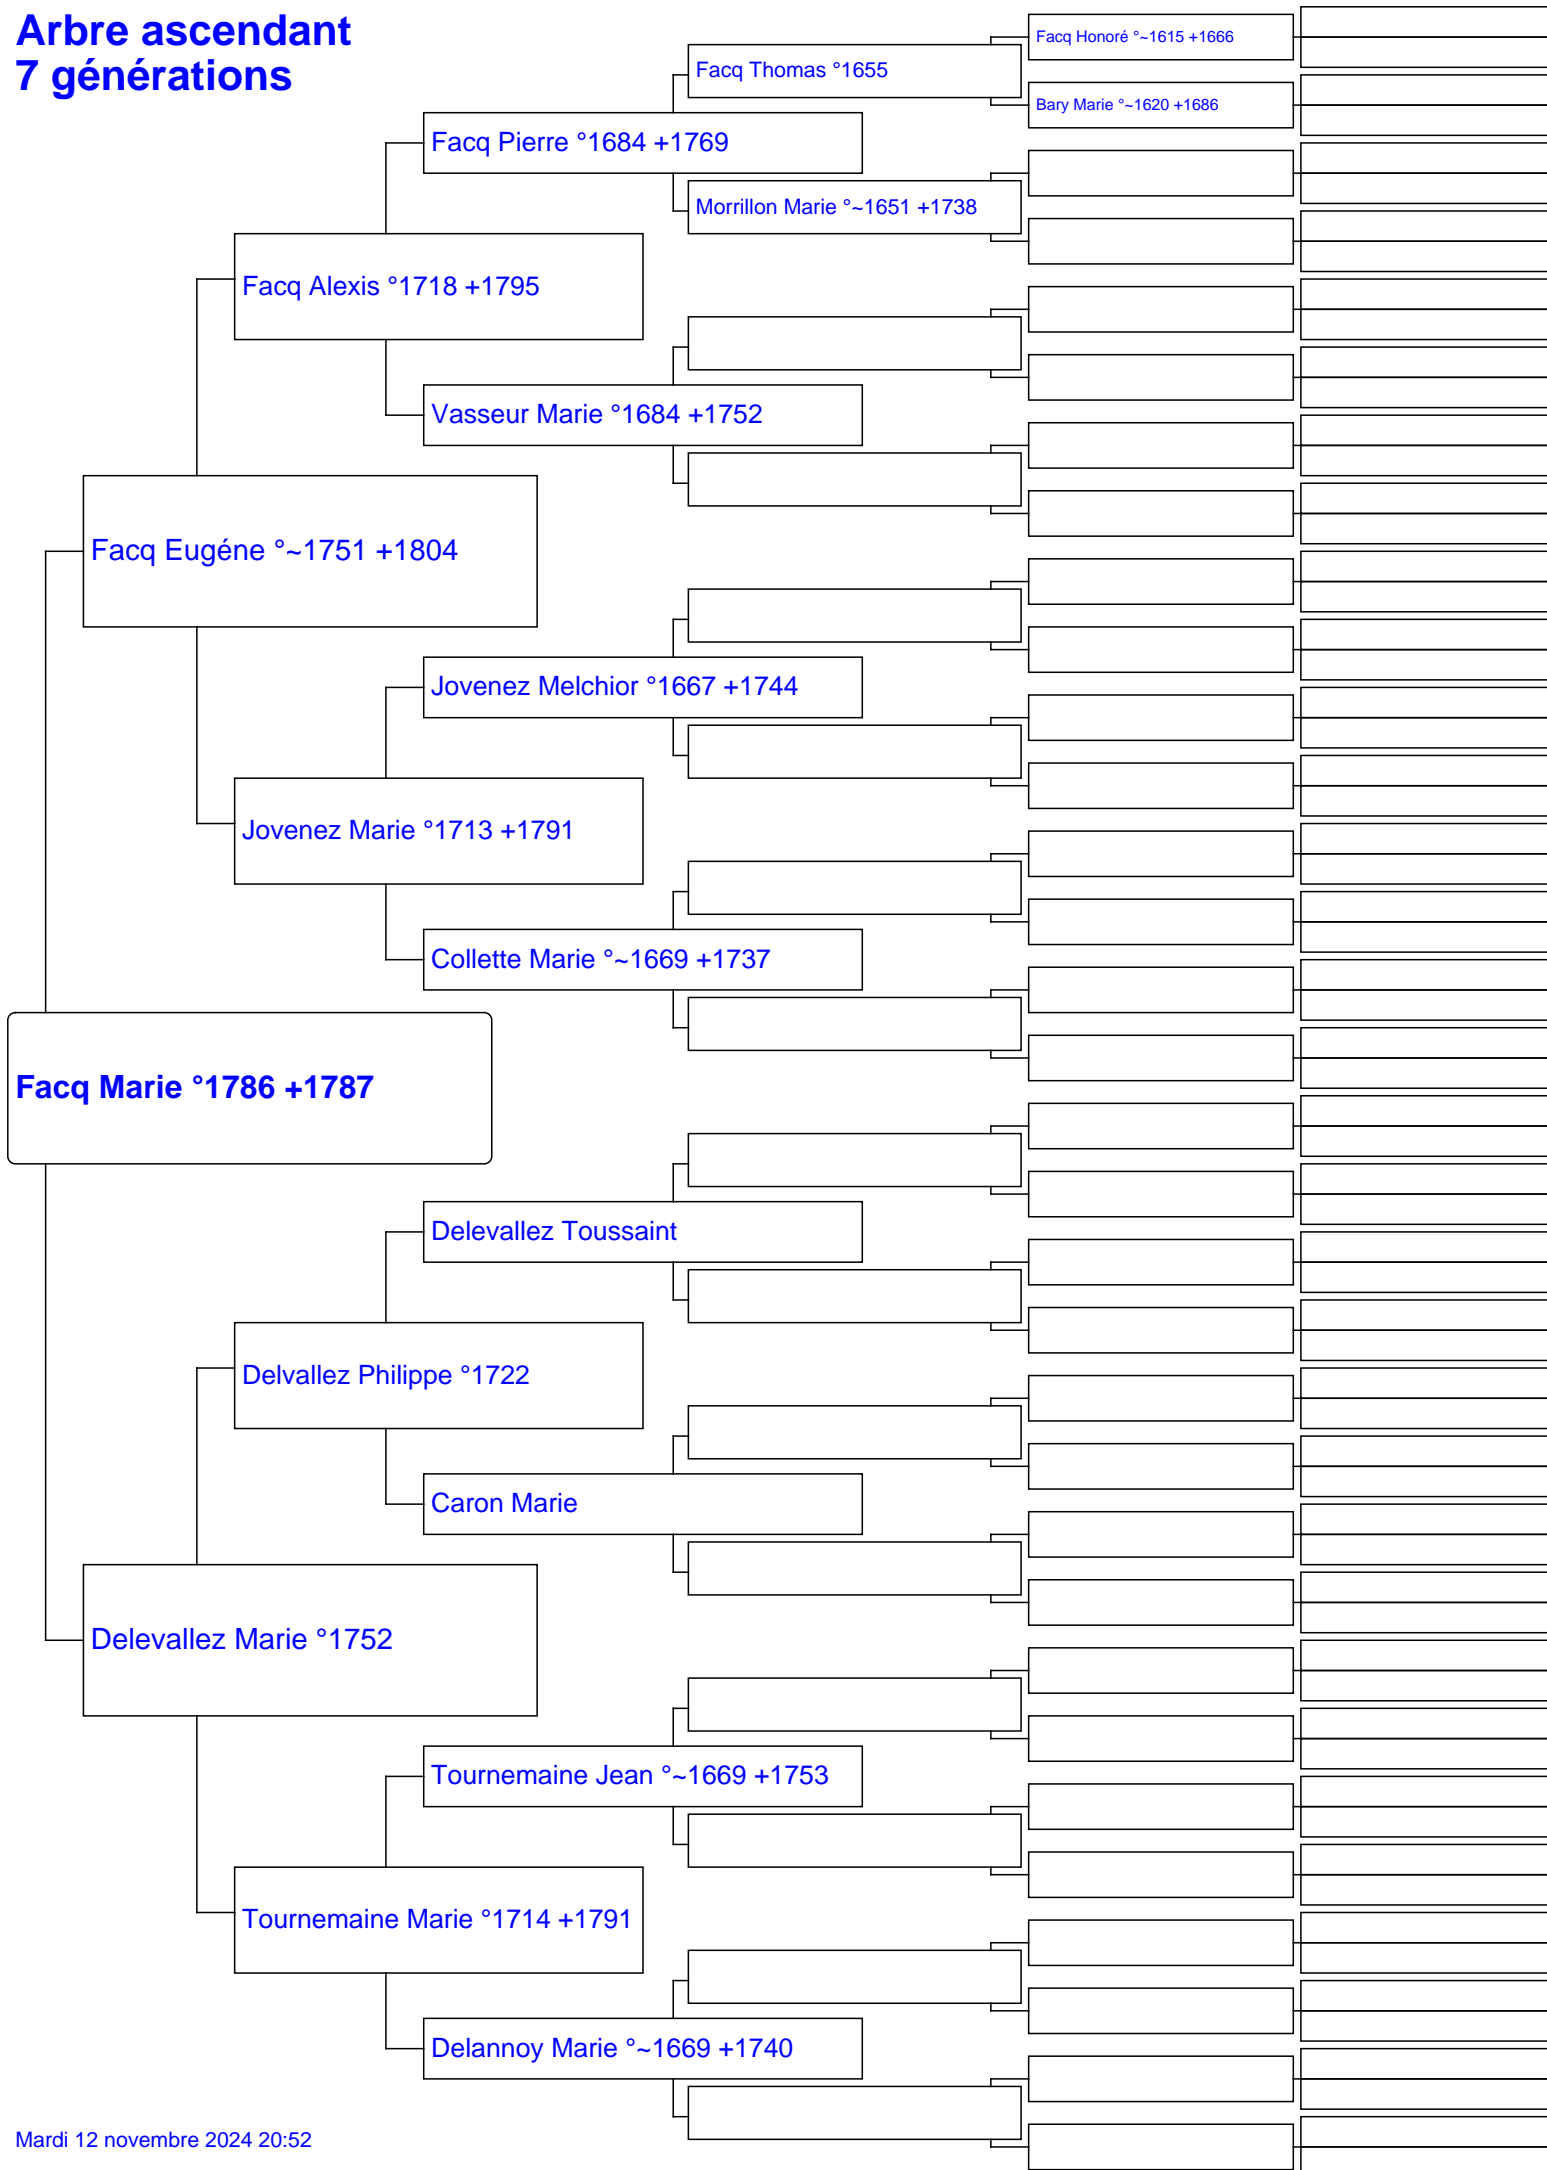 Arbre ascendant
7 générations
Facq Honoré °~1615 +1666
Facq Thomas °1655
Bary Marie °~1620 +1686
Facq Pierre °1684 +1769
Morrillon Marie °~1651 +1738
Facq Alexis °1718 +1795
Vasseur Marie °1684 +1752
Facq Eugéne °~1751 +1804
Jovenez Melchior °1667 +1744
Jovenez Marie °1713 +1791
Collette Marie °~1669 +1737
Facq Marie °1786 +1787
Delevallez Toussaint
Delvallez Philippe °1722
Caron Marie
Delevallez Marie °1752
Tournemaine Jean °~1669 +1753
Tournemaine Marie °1714 +1791
Delannoy Marie °~1669 +1740
Mardi 12 novembre 2024 20:52